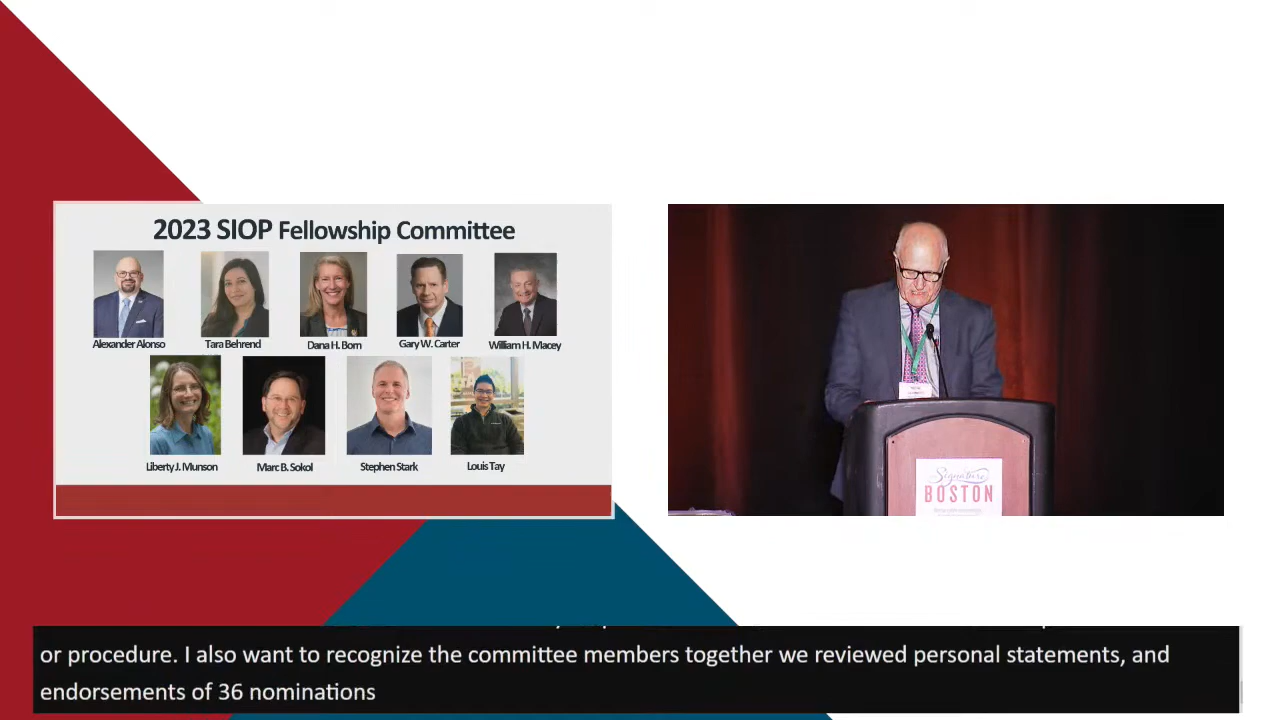 2023 SIOP Fellowship Committee
Alexander Alonso
Tara Behrend
Dana H. Born
Gary W. Carter
William H. Macey
Liberty J. Munson
Marc B. Sokol
Stephen Stark
Louis Tay
Signature
BOSTON
or procedure. I also want to recognize the committee members together we reviewed personal statements, and
endorsements of 36 nominations